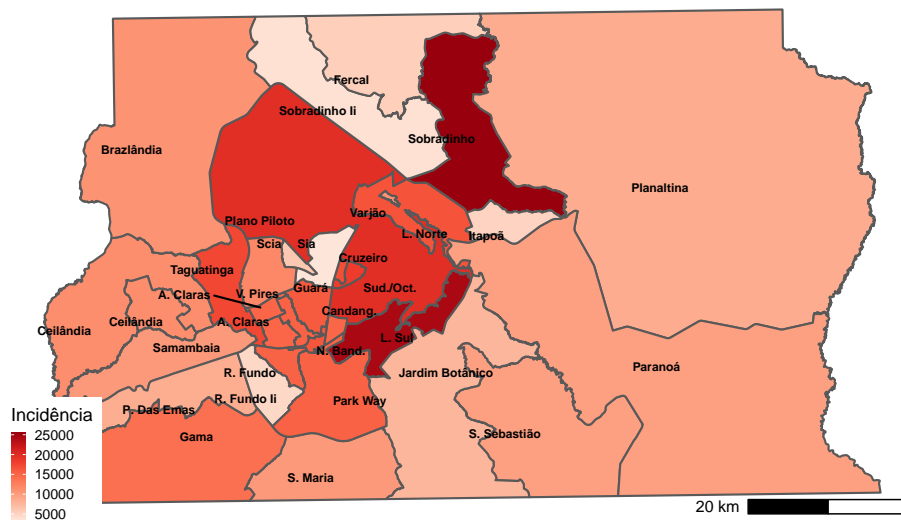 Fercal
Sobradinho Ii
Sobradinho
Brazlândia
Planaltina
Plano Piloto
Varjão
L. Norte
Itapoã
Scia
Sia
Cruzeiro
Taguatinga
A. Claras
V. Pires
Guará
Sud./Oct.
Ceilândia
Ceilândia
A. Claras
Candang.
L. Sul
Samambaia
N. Band.
R. Fundo
Jardim Botânico
Paranoá
R. Fundo Ii
Park Way
P. Das Emas
Gama
S. Sebastião
S. Maria
Incidência
25000
20000
15000
10000
5000
20 km